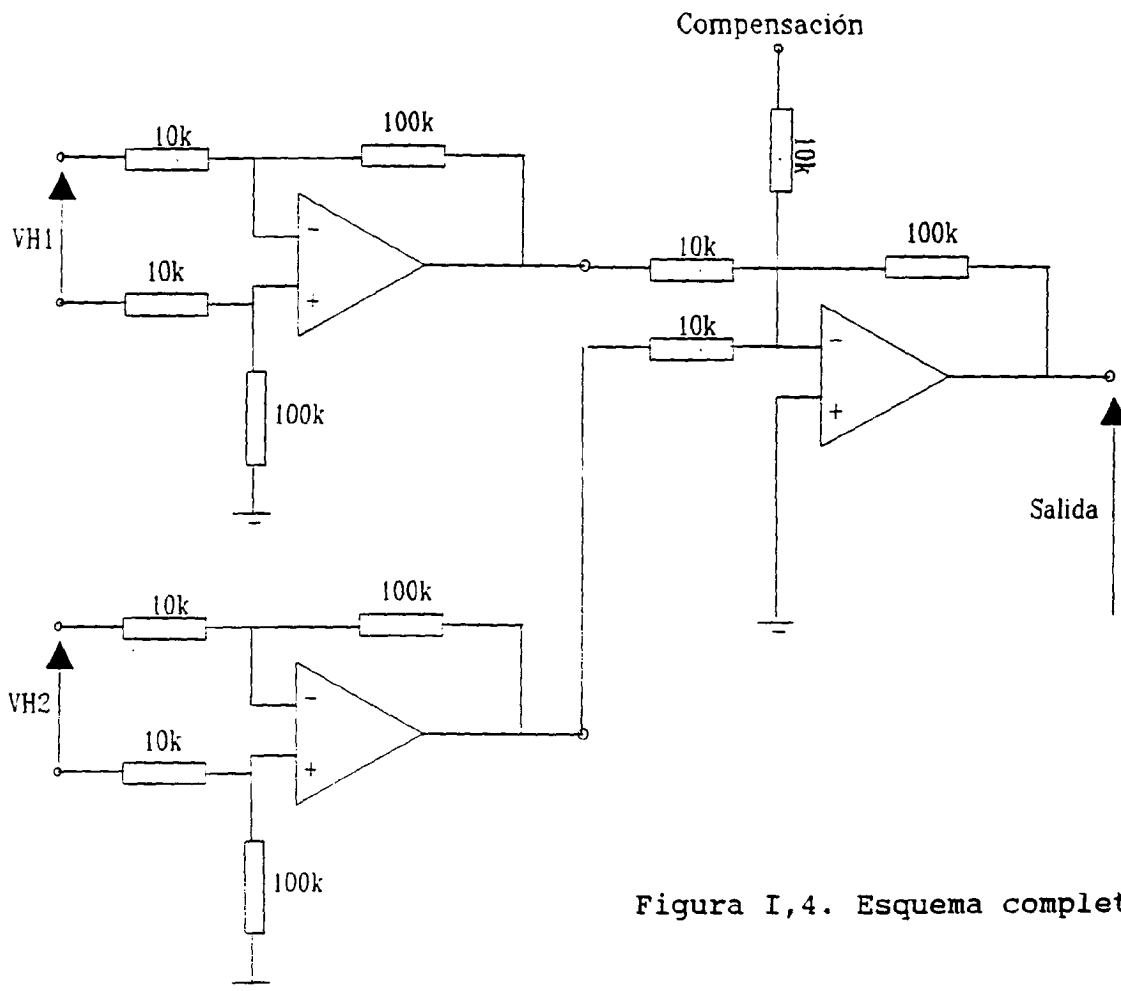 Compensación
10k
100k
10k
VH1
-
10k
+
10k
100k
10k
-
100k
+
Salida
10k
100k
VH2
-
10k
+
100k
Figura I,4. Esquema complet